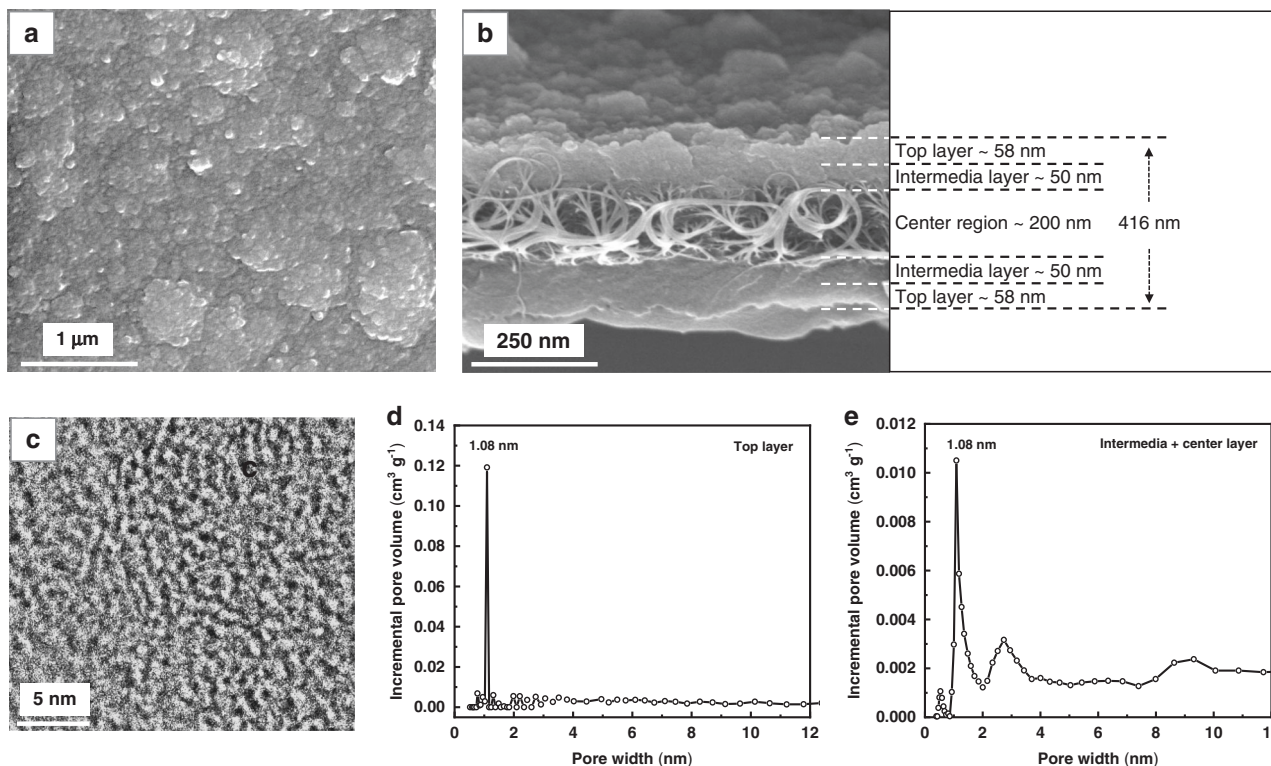 a
1 µm
b
250 nm
Top layer ~ 58 nm
Intermedia layer ~ 50 nm
Center region ~ 200 nm
416 nm
Intermedia layer ~ 50 nm
Top layer ~ 58 nm
c
C
5 nm
d
0.14
0.12
0.10
0.08
0.06
0.04
0.02
0.00
Incremental pore volume (cm³ g⁻¹)
1.08 nm
Top layer
0 2 4 6 8 10 12
Pore width (nm)
e
0.012
0.010
0.008
0.006
0.004
0.002
0.000
Incremental pore volume (cm³ g⁻¹)
1.08 nm
Intermedia + center layer
0 2 4 6 8 10 12
Pore width (nm)